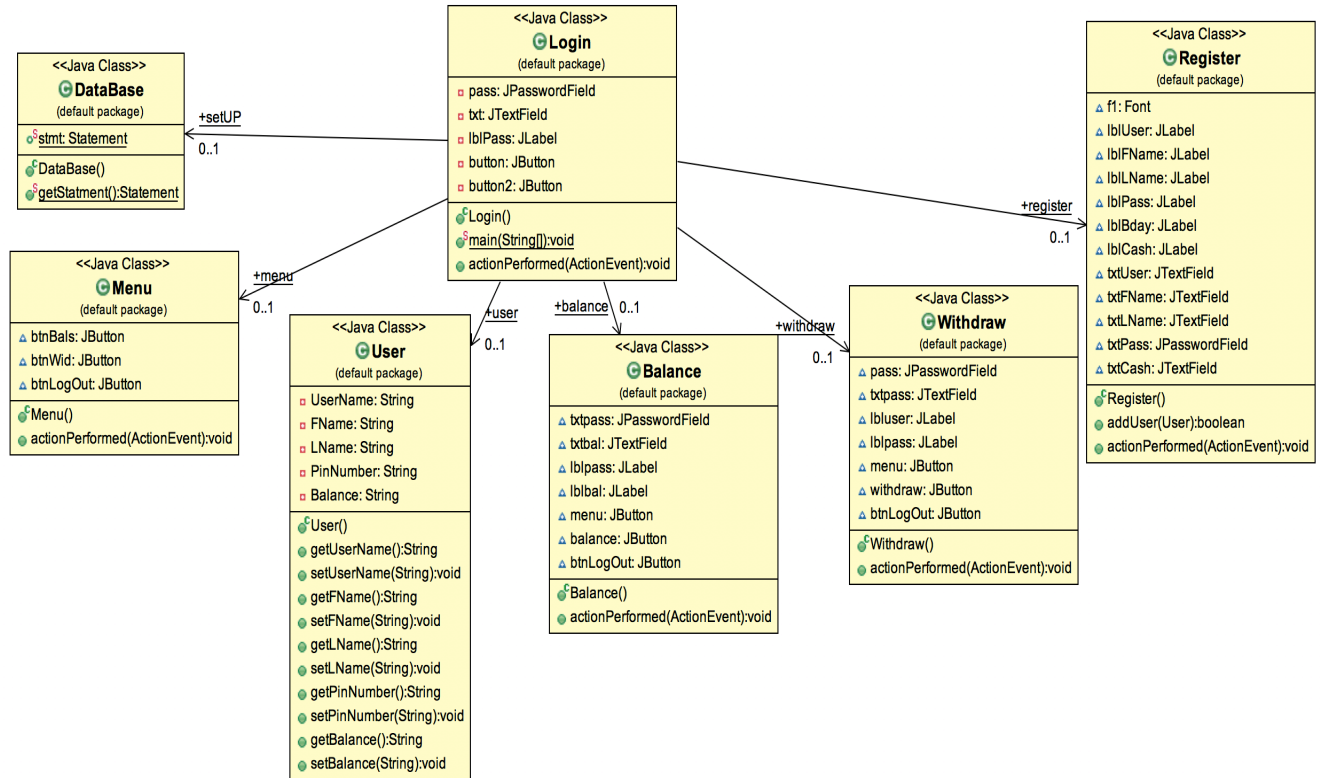 <<Java Class>>
DataBase
(default package)
stmt: Statement
DataBase()
getStatment():Statement
+setUP
0..1
<<Java Class>>
Login
(default package)
pass: JPasswordField
txt: JTextField
lblPass: JLabel
button: JButton
button2: JButton
Login()
main(String[]):void
actionPerformed(ActionEvent):void
<<Java Class>>
Register
(default package)
f1: Font
lblUser: JLabel
lblFName: JLabel
lblLName: JLabel
lblPass: JLabel
lblBday: JLabel
lblCash: JLabel
txtUser: JTextField
txtFName: JTextField
txtLName: JTextField
txtPass: JPasswordField
txtCash: JTextField
Register()
addUser(User):boolean
actionPerformed(ActionEvent):void
+register
0..1
<<Java Class>>
Menu
(default package)
btnBals: JButton
btnWid: JButton
btnLogOut: JButton
Menu()
actionPerformed(ActionEvent):void
+menu
0..1
<<Java Class>>
User
(default package)
UserName: String
FName: String
LName: String
PinNumber: String
Balance: String
User()
getUserName():String
setUserName(String):void
getFName():String
setFName(String):void
getLName():String
setLName(String):void
getPinNumber():String
setPinNumber(String):void
getBalance():String
setBalance(String):void
+user
0..1
+balance
0..1
<<Java Class>>
Balance
(default package)
txtpass: JPasswordField
txtbal: JTextField
lblpass: JLabel
lblbal: JLabel
menu: JButton
balance: JButton
btnLogOut: JButton
Balance()
actionPerformed(ActionEvent):void
+withdraw
0..1
<<Java Class>>
Withdraw
(default package)
pass: JPasswordField
txtpass: JTextField
lbluser: JLabel
lblpass: JLabel
menu: JButton
withdraw: JButton
btnLogOut: JButton
Withdraw()
actionPerformed(ActionEvent):void